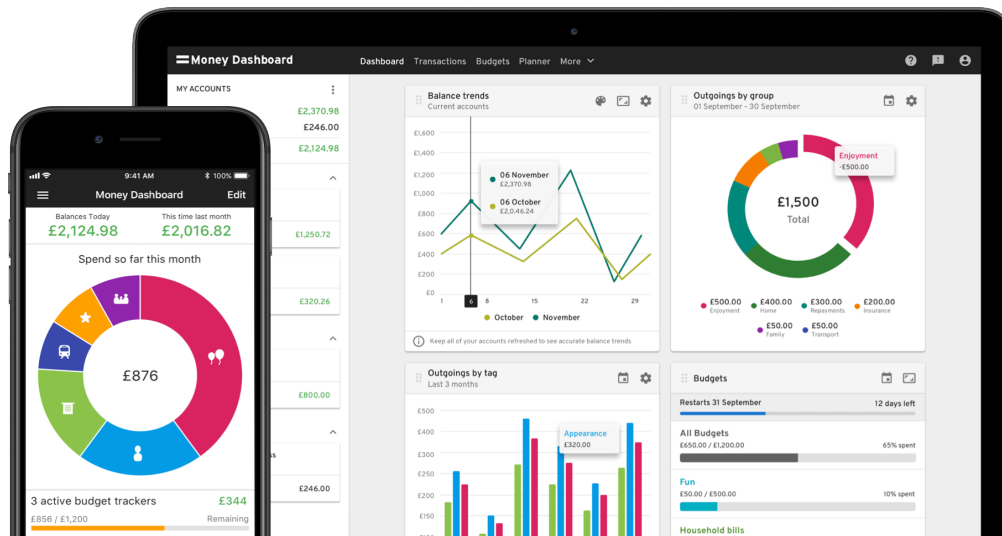 Money Dashboard
Dashboard Transactions Budgets Planner More
MY ACCOUNTS
£2,370.98
£246.00
£2,124.98
£1,250.72
£320.26
£800.00
ss
£246.00
9:41 AM
100%
Money Dashboard
Edit
Balances Today
£2,124.98
This time last month
£2,016.82
Spend so far this month
£876
3 active budget trackers
£344
£856 / £1,200
Remaining
Balance trends
Current accounts
£1,600
£1,400
£1,200
£1,000
£800
£600
£400
£200
£0
1 6 8 15 22 29
06 November
£2,370.98
06 October
£2,0.46.24
October November
Keep all of your accounts refreshed to see accurate balance trends
Outgoings by group
01 September - 30 September
Enjoyment
-£500.00
£1,500
Total
£500.00 £400.00 £300.00 £200.00
Enjoyment Home Repayments Insurance
£50.00 £50.00
Family Transport
Outgoings by tag
Last 3 months
£500
£400
£300
£250
£200
£150
Appearance
£320.00
Budgets
Restarts 31 September
12 days left
All Budgets
£650.00 / £1,200.00
65% spent
Fun
£50.00 / £500.00
10% spent
Household bills